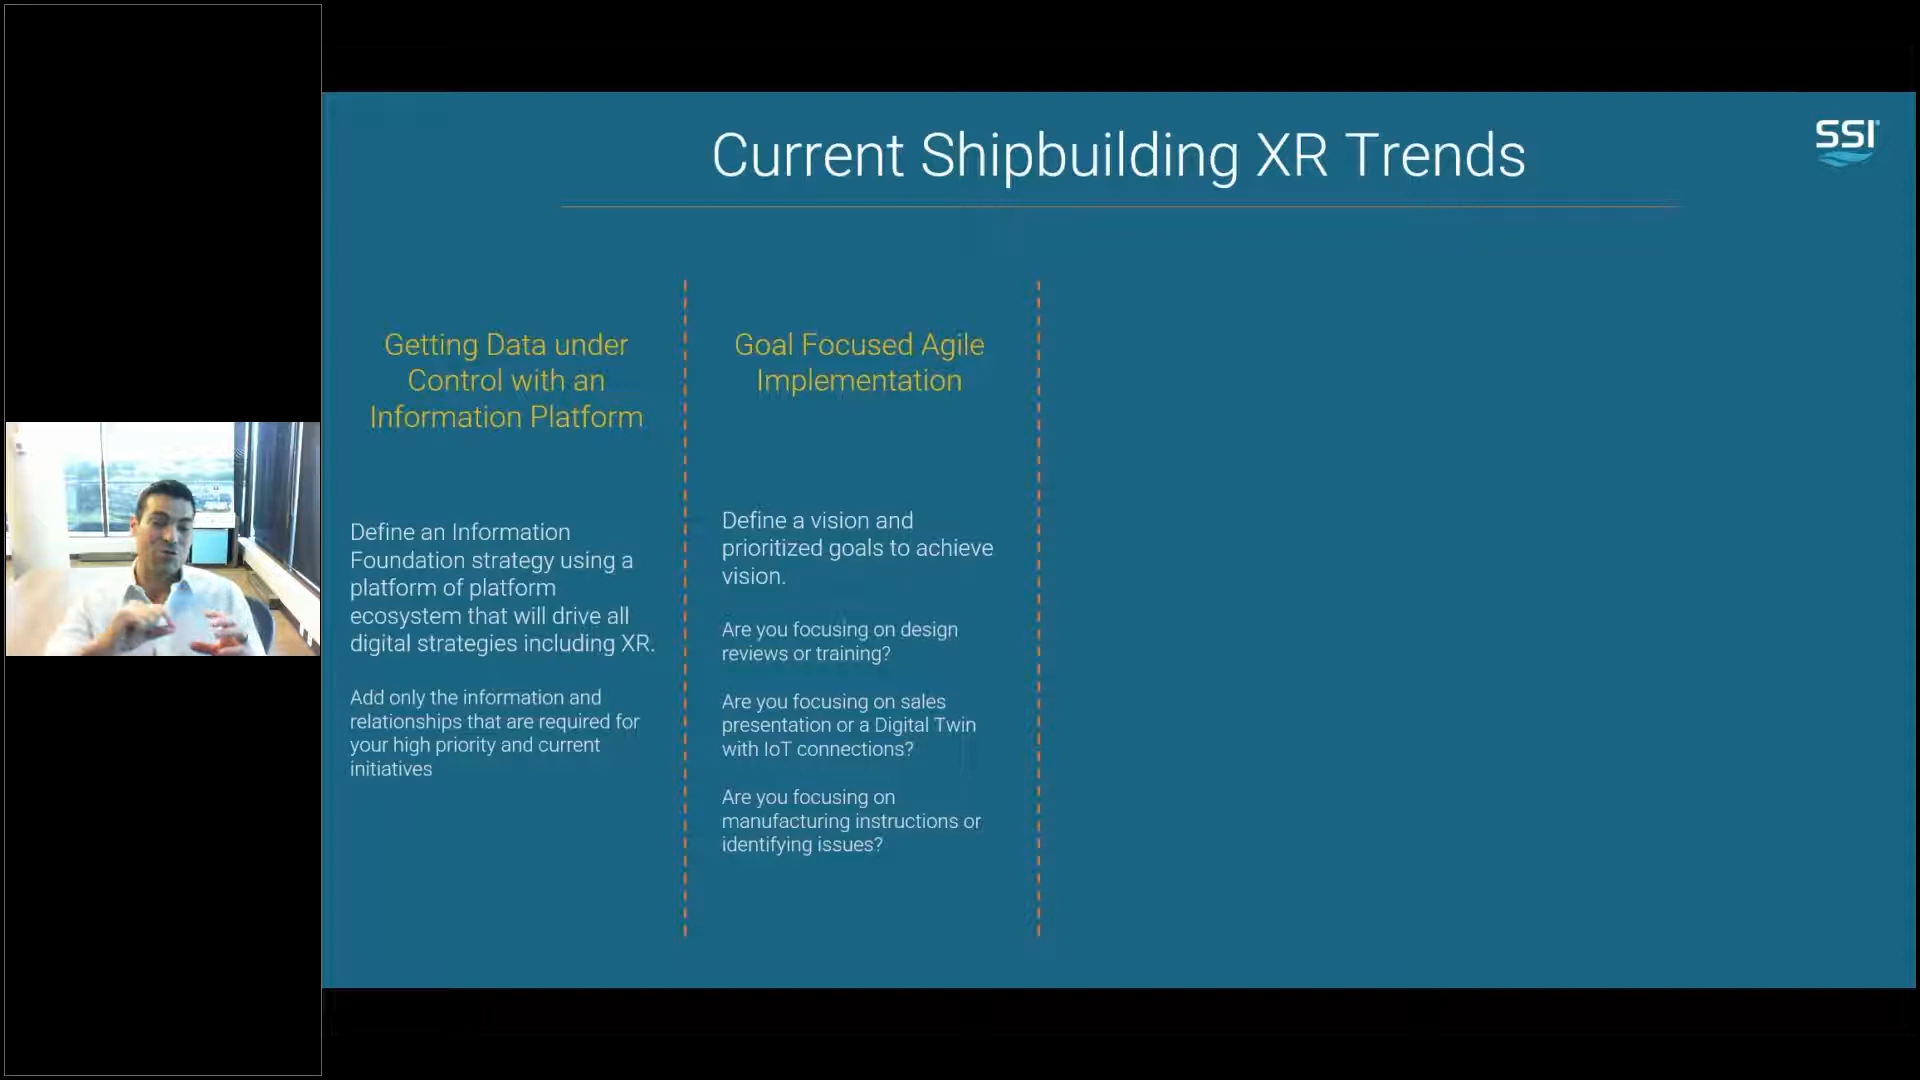 Current Shipbuilding XR Trends
SSI
Getting Data under
Control with an
Information Platform
Define an Information
Foundation strategy using a
platform of platform
ecosystem that will drive all
digital strategies including XR.
Add only the information and
relationships that are required for
your high priority and current
initiatives
Goal Focused Agile
Implementation
Define a vision and
prioritized goals to achieve
vision.
Are you focusing on design
reviews or training?
Are you focusing on sales
presentation or a Digital Twin
with IoT connections?
Are you focusing on
manufacturing instructions or
identifying issues?